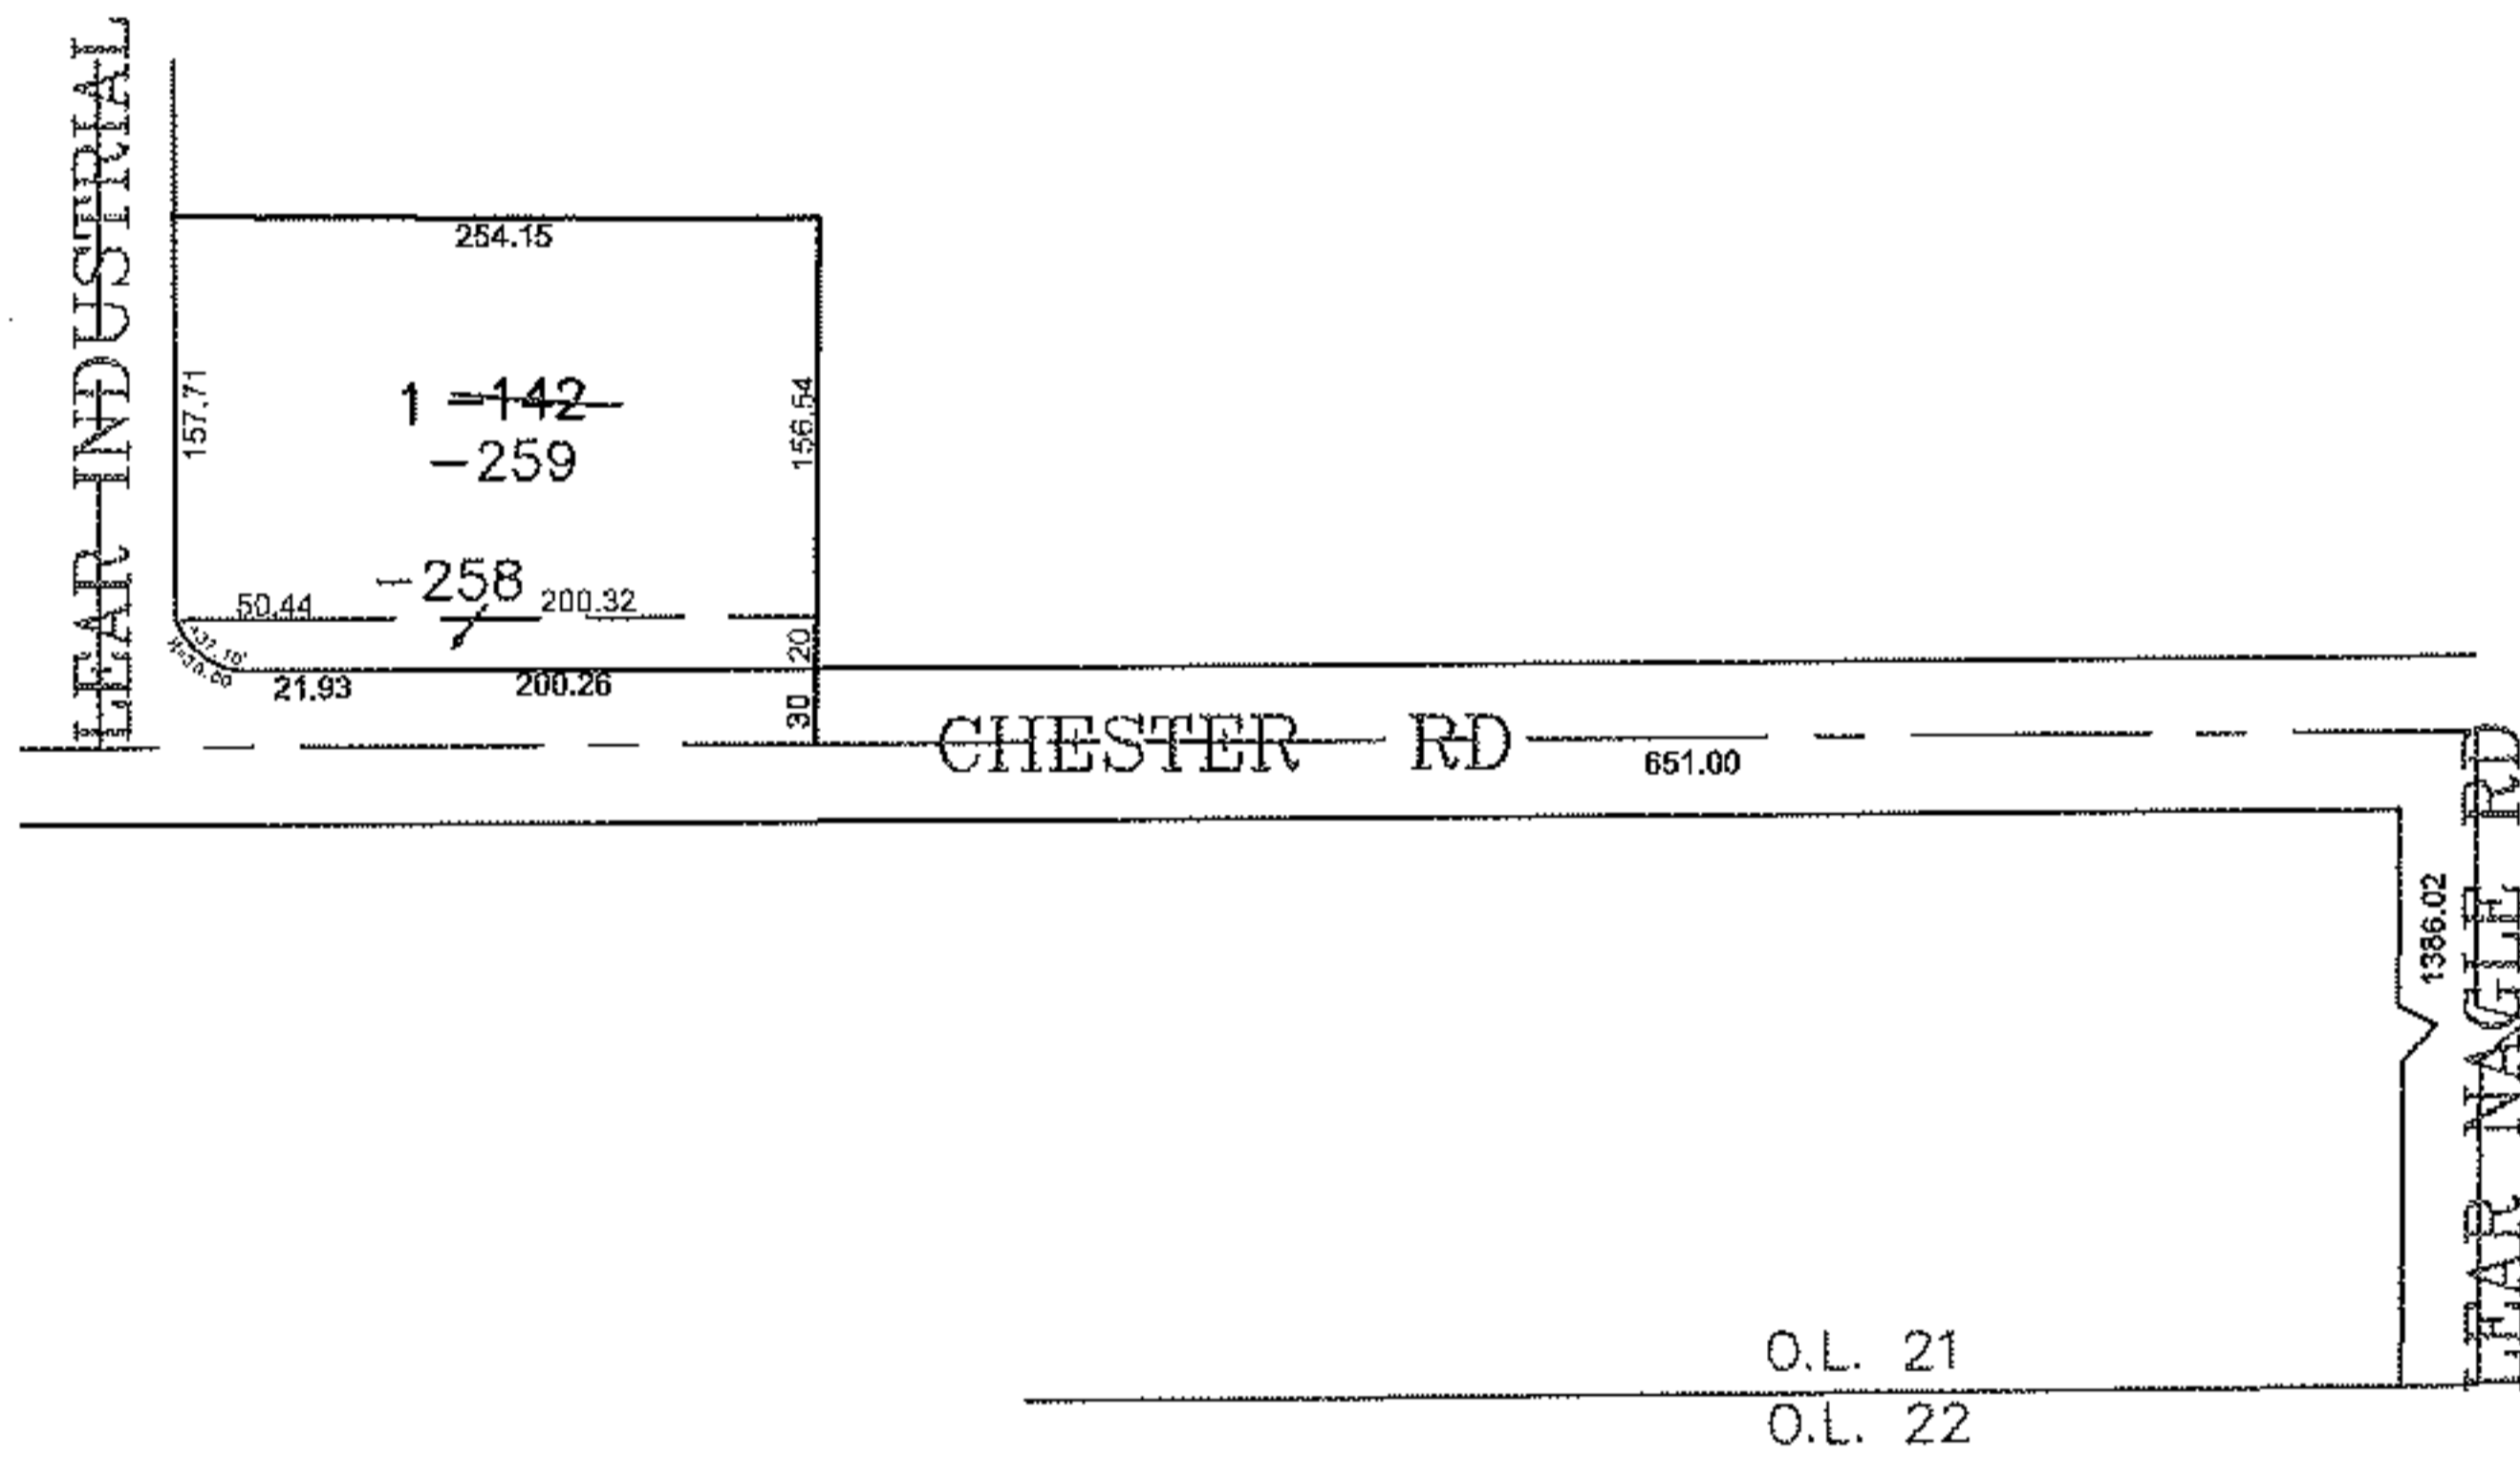 LEAR INDUSTRIAL
254.15
157.71
1 -142
-259
156.54
-258
50.44
200.32
20
21.93
200.26
30
CHESTER RD
651.00
LEAR NAGLE RD
1386.02
O.L. 21
O.L. 22